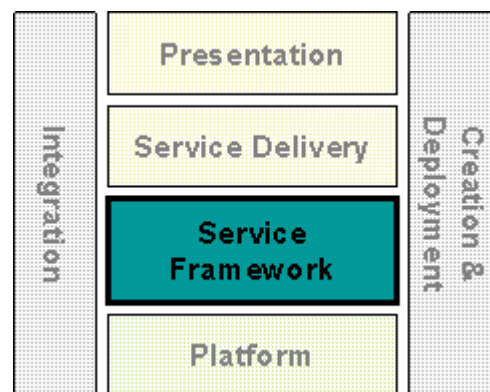 Integration
Presentation
Service Delivery
Service
Framework
Platform
Creation &
Deployment